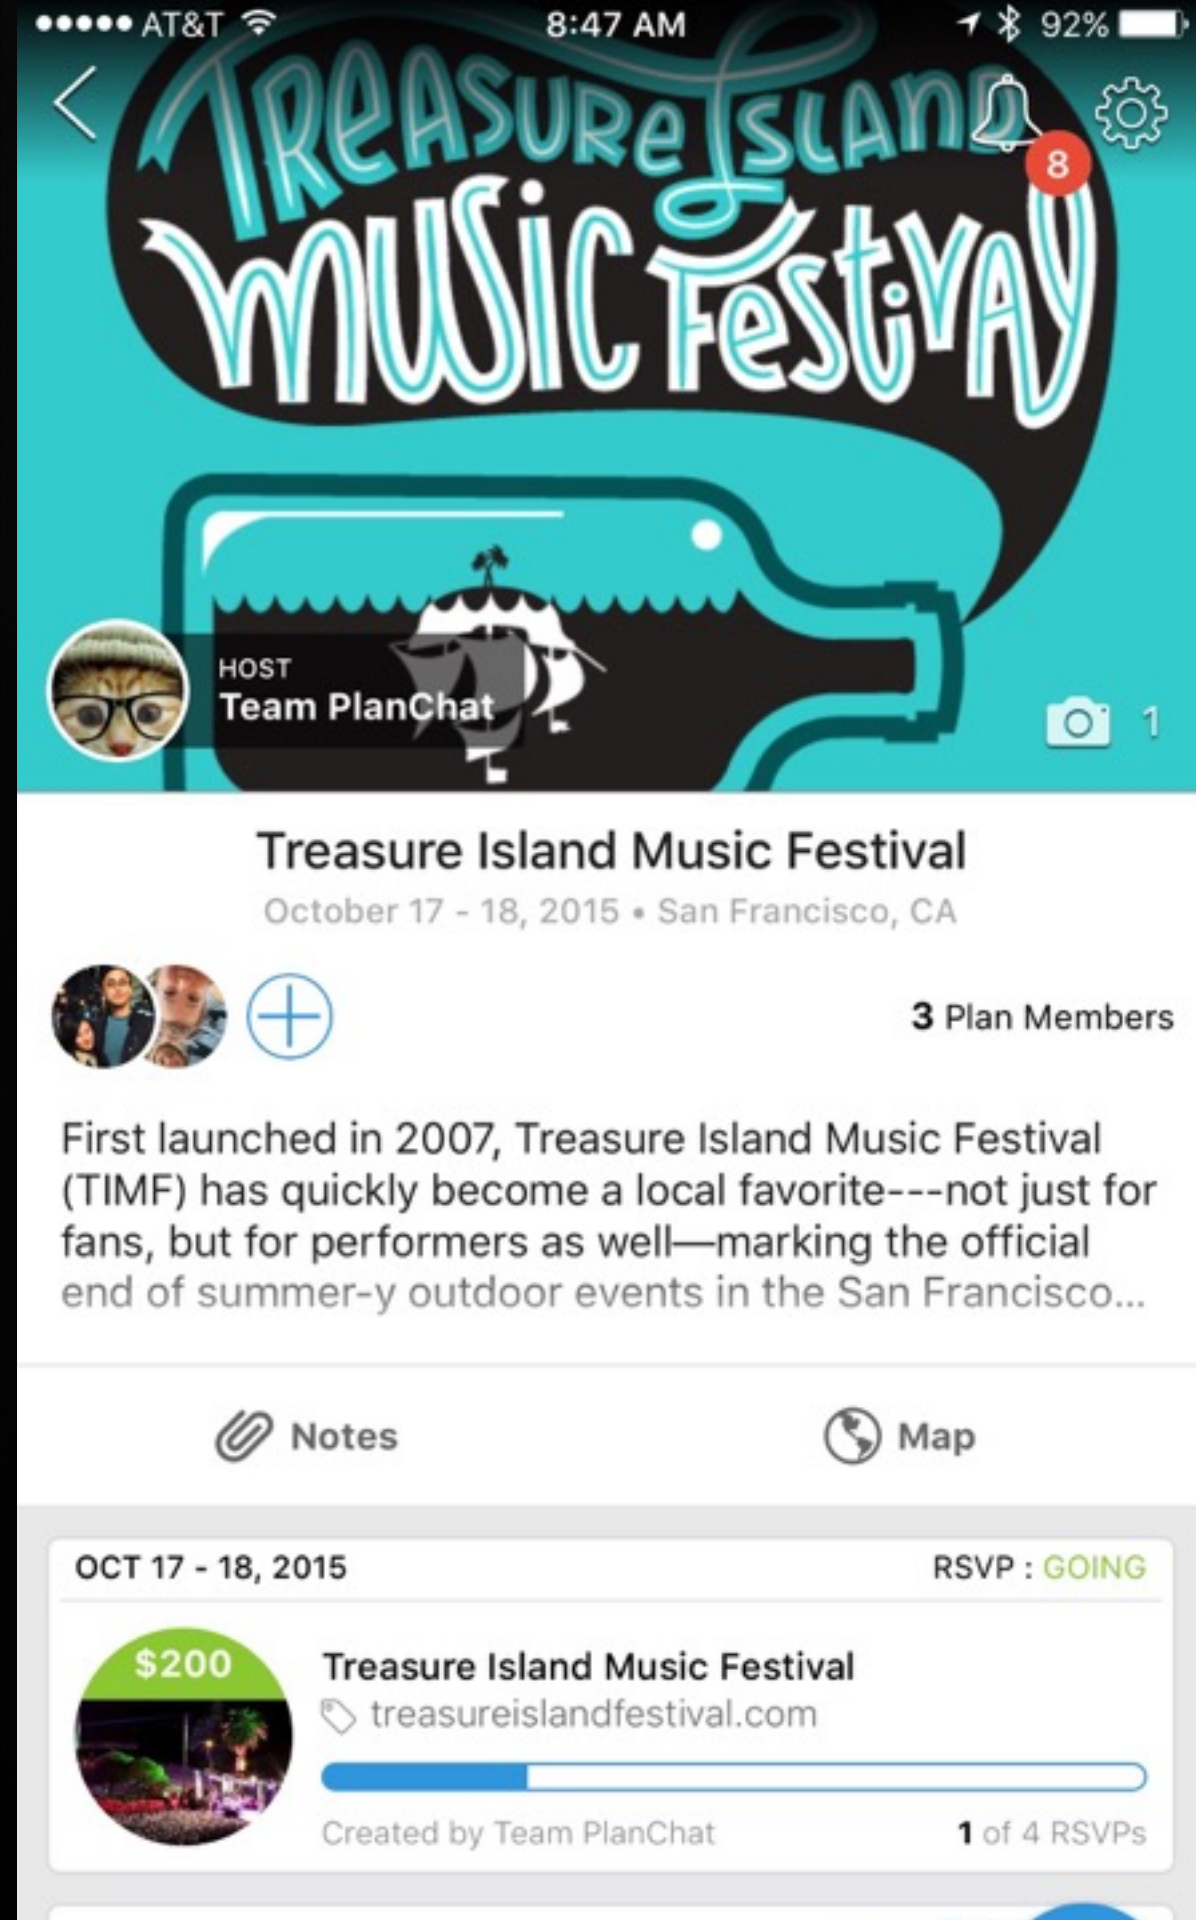 AT&T 8:47 AM 92%
TREASURE ISLAND
MUSIC FESTIVAL
8
HOST
Team PlanChat
1
Treasure Island Music Festival
October 17 - 18, 2015 • San Francisco, CA
3 Plan Members
First launched in 2007, Treasure Island Music Festival
(TIMF) has quickly become a local favorite---not just for
fans, but for performers as well—marking the official
end of summer-y outdoor events in the San Francisco...
Notes
Map
OCT 17 - 18, 2015
RSVP : GOING
$200
Treasure Island Music Festival
treasureislandfestival.com
Created by Team PlanChat
1 of 4 RSVPs